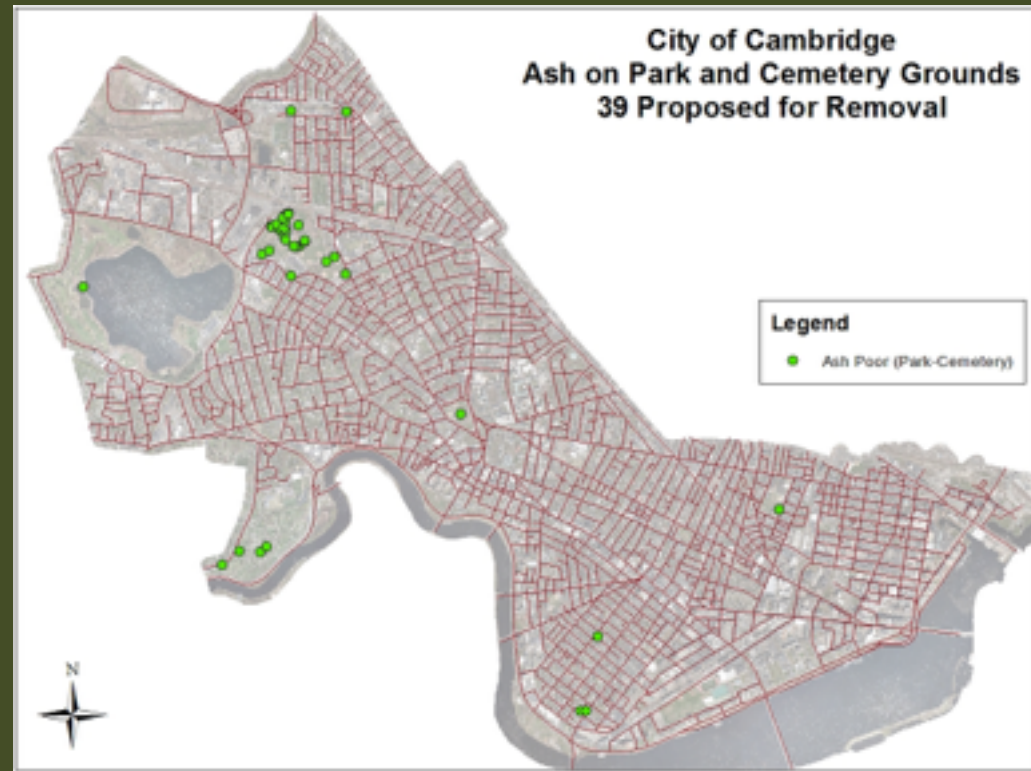 City of Cambridge
Ash on Park and Cemetery Grounds
39 Proposed for Removal
Legend
Ash Poor (Park-Cemetery)
N